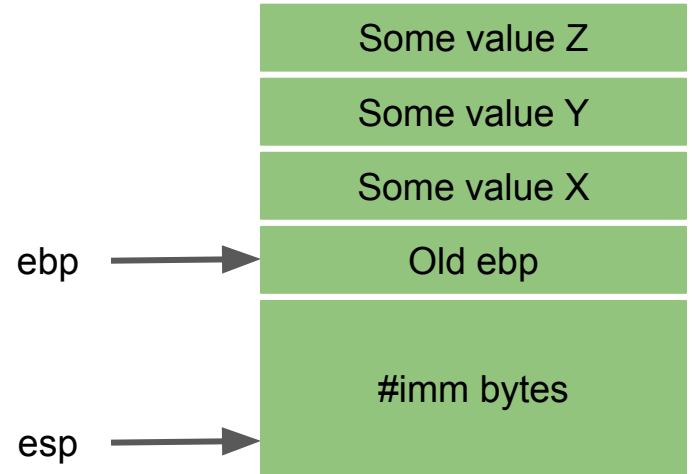 Some value Z
Some value Y
Some value X
ebp
Old ebp
#imm bytes
esp